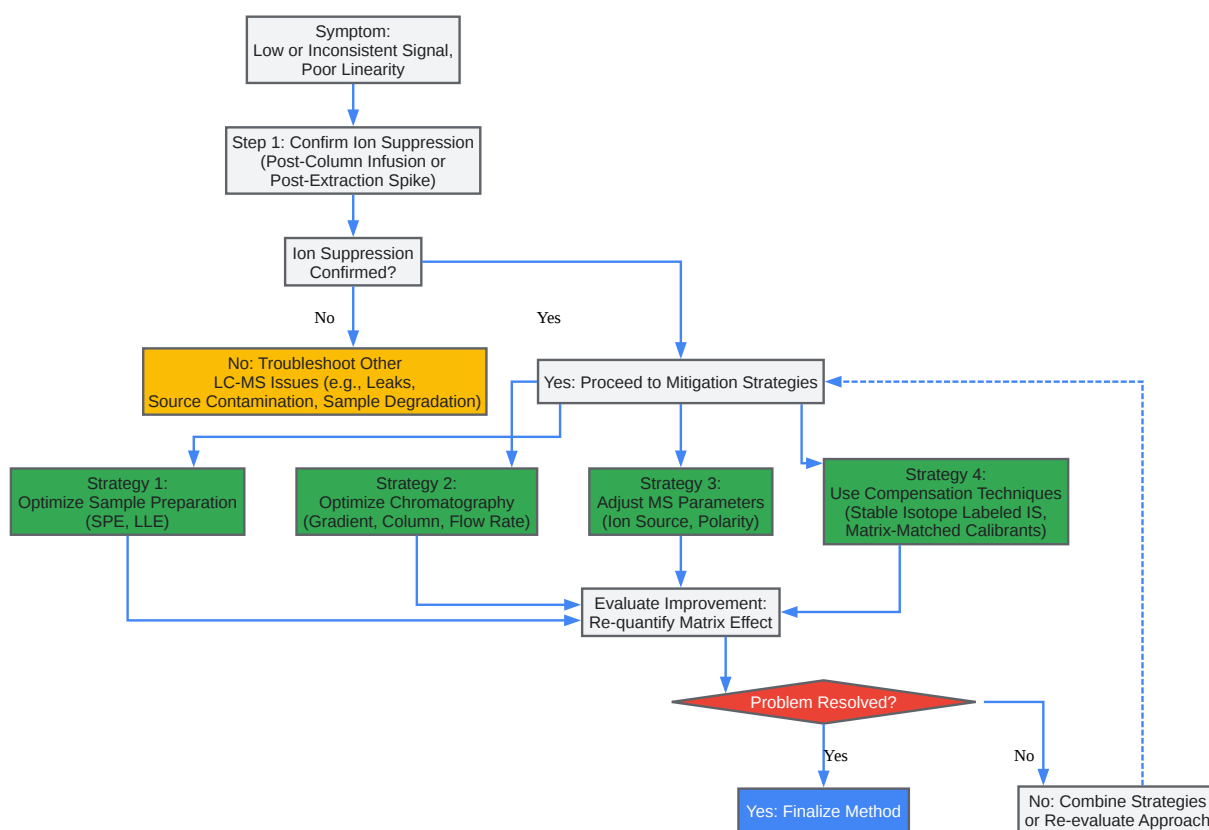 Symptom:
Low or Inconsistent Signal,
Poor Linearity
Step 1: Confirm Ion Suppression
(Post-Column Infusion or
Post-Extraction Spike)
Ion Suppression
Confirmed?
No
Yes
No: Troubleshoot Other
LC-MS Issues (e.g., Leaks,
Source Contamination, Sample Degradation)
Yes: Proceed to Mitigation Strategies
Strategy 1:
Optimize Sample Preparation
(SPE, LLE)
Strategy 2:
Optimize Chromatography
(Gradient, Column, Flow Rate)
Strategy 3:
Adjust MS Parameters
(Ion Source, Polarity)
Strategy 4:
Use Compensation Techniques
(Stable Isotope Labeled IS,
Matrix-Matched Calibrants)
Evaluate Improvement:
Re-quantify Matrix Effect
Problem Resolved?
Yes
No
Yes: Finalize Method
No: Combine Strategies
or Re-evaluate Approach